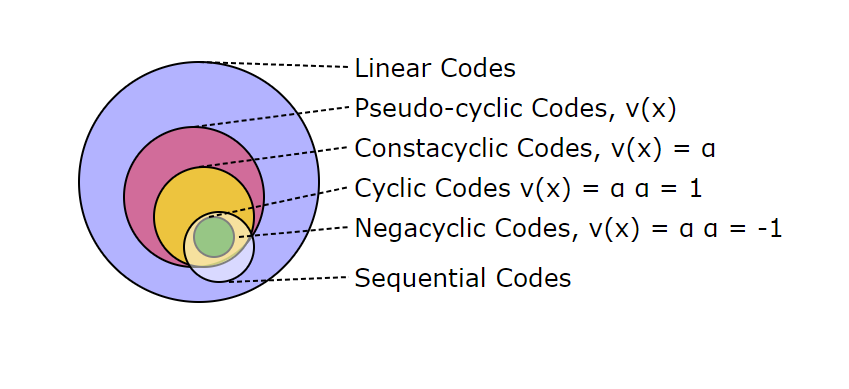 Linear Codes
Pseudo-cyclic Codes, v(x)
Constacyclic Codes, v(x) = ɑ
Cyclic Codes v(x) = ɑ ɑ = 1
Negacyclic Codes, v(x) = ɑ ɑ = -1
Sequential Codes